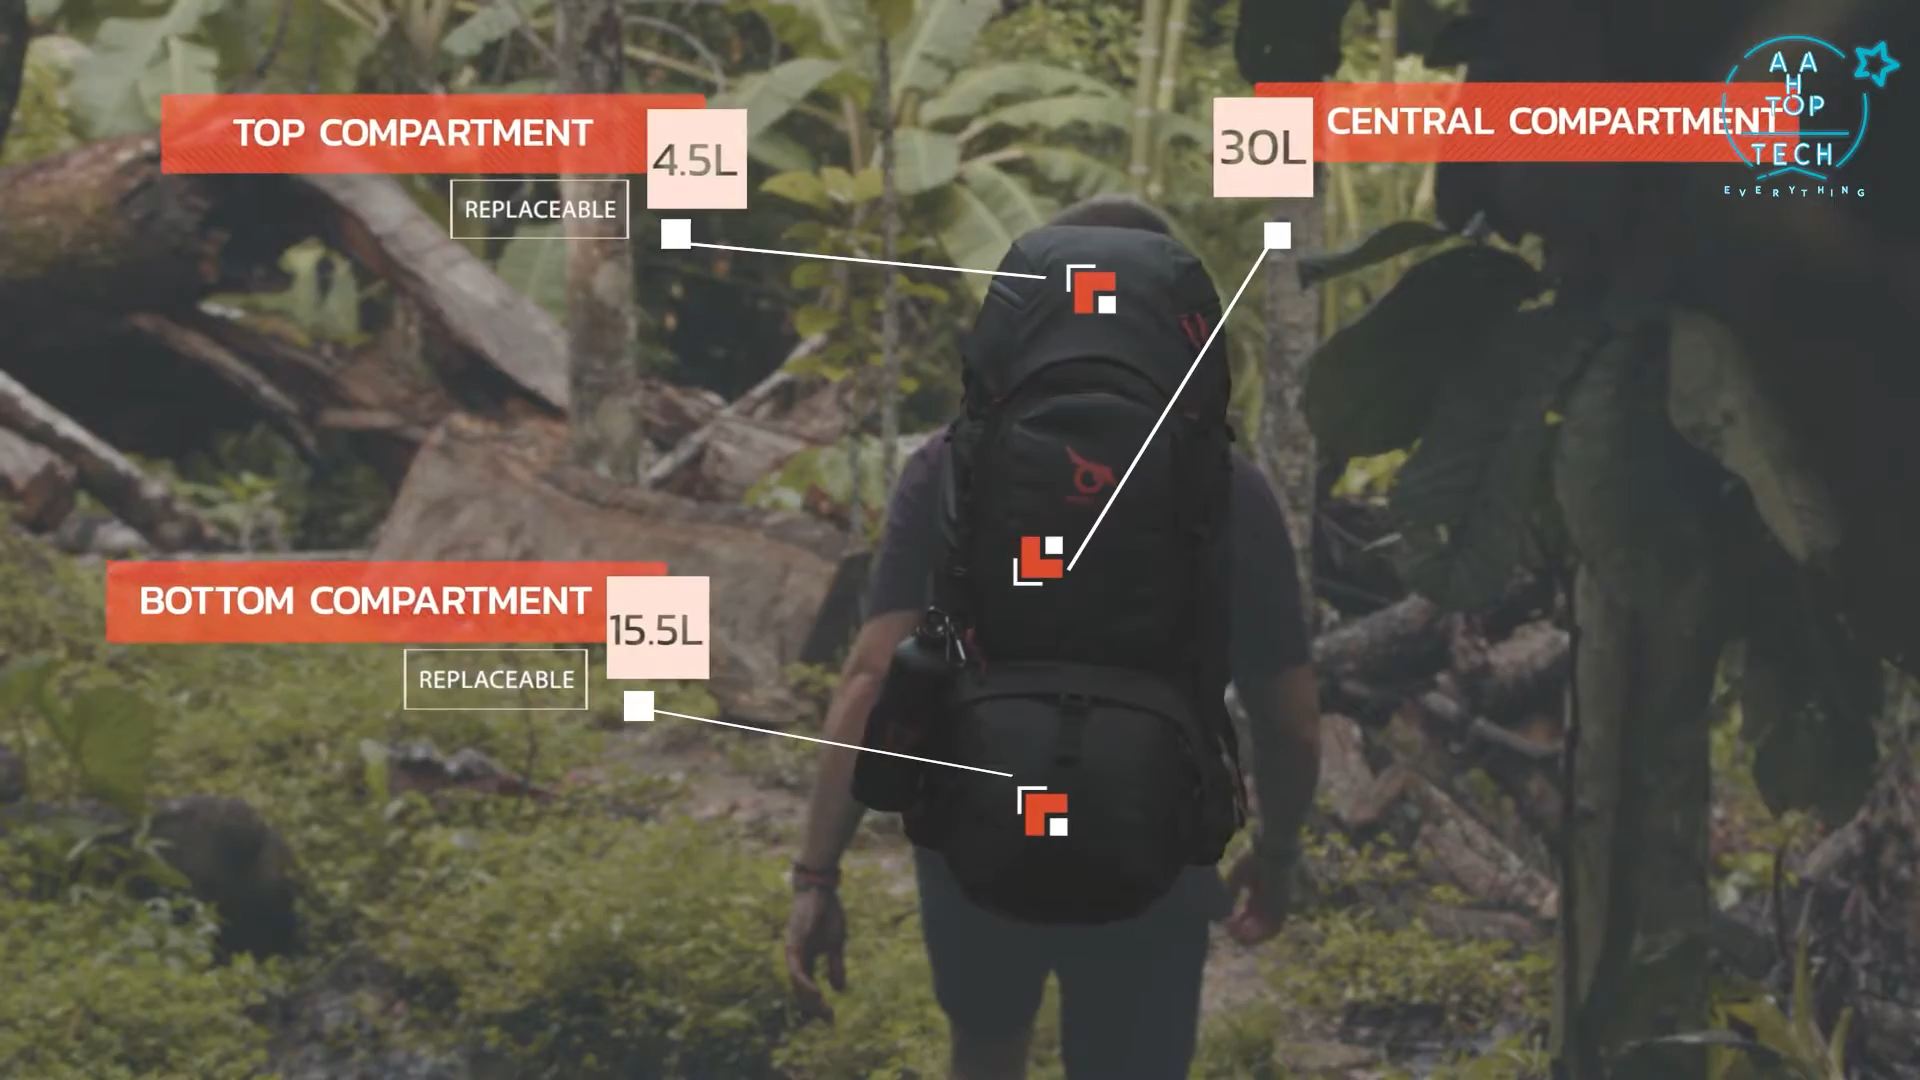 TOP COMPARTMENT
4.5L
REPLACEABLE
30L
CENTRAL COMPARTMENT
BOTTOM COMPARTMENT
15.5L
REPLACEABLE
A A
H
TOP
TECH
EVERYTHING